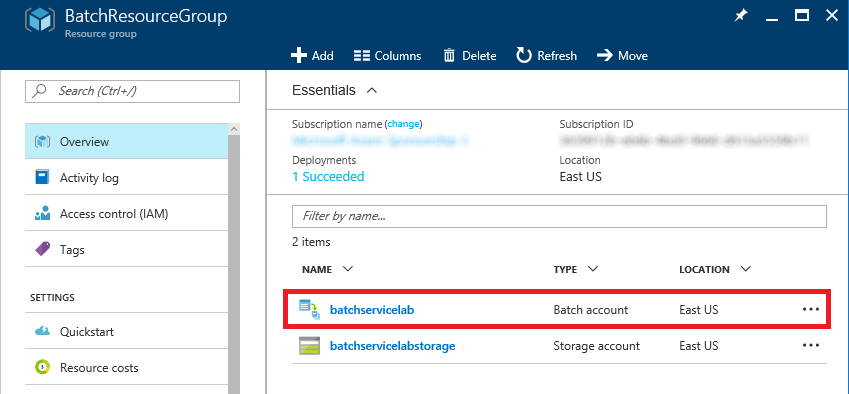 BatchResourceGroup
Resource group
Add Columns Delete Refresh Move
Search (Ctrl+/)
Overview
Activity log
Access control (IAM)
Tags
SETTINGS
Quickstart
Resource costs
Essentials
Subscription name (change) Subscription ID
Deployments Location
1 Succeeded East US
Filter by name...
2 items
NAME TYPE LOCATION
batchservicelab Batch account East US
batchservicelabstorage Storage account East US